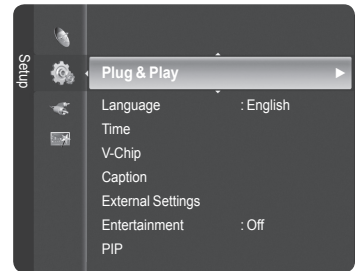 Setup
Plug & Play
Language : English
Time
V-Chip
Caption
External Settings
Entertainment : Off
PIP